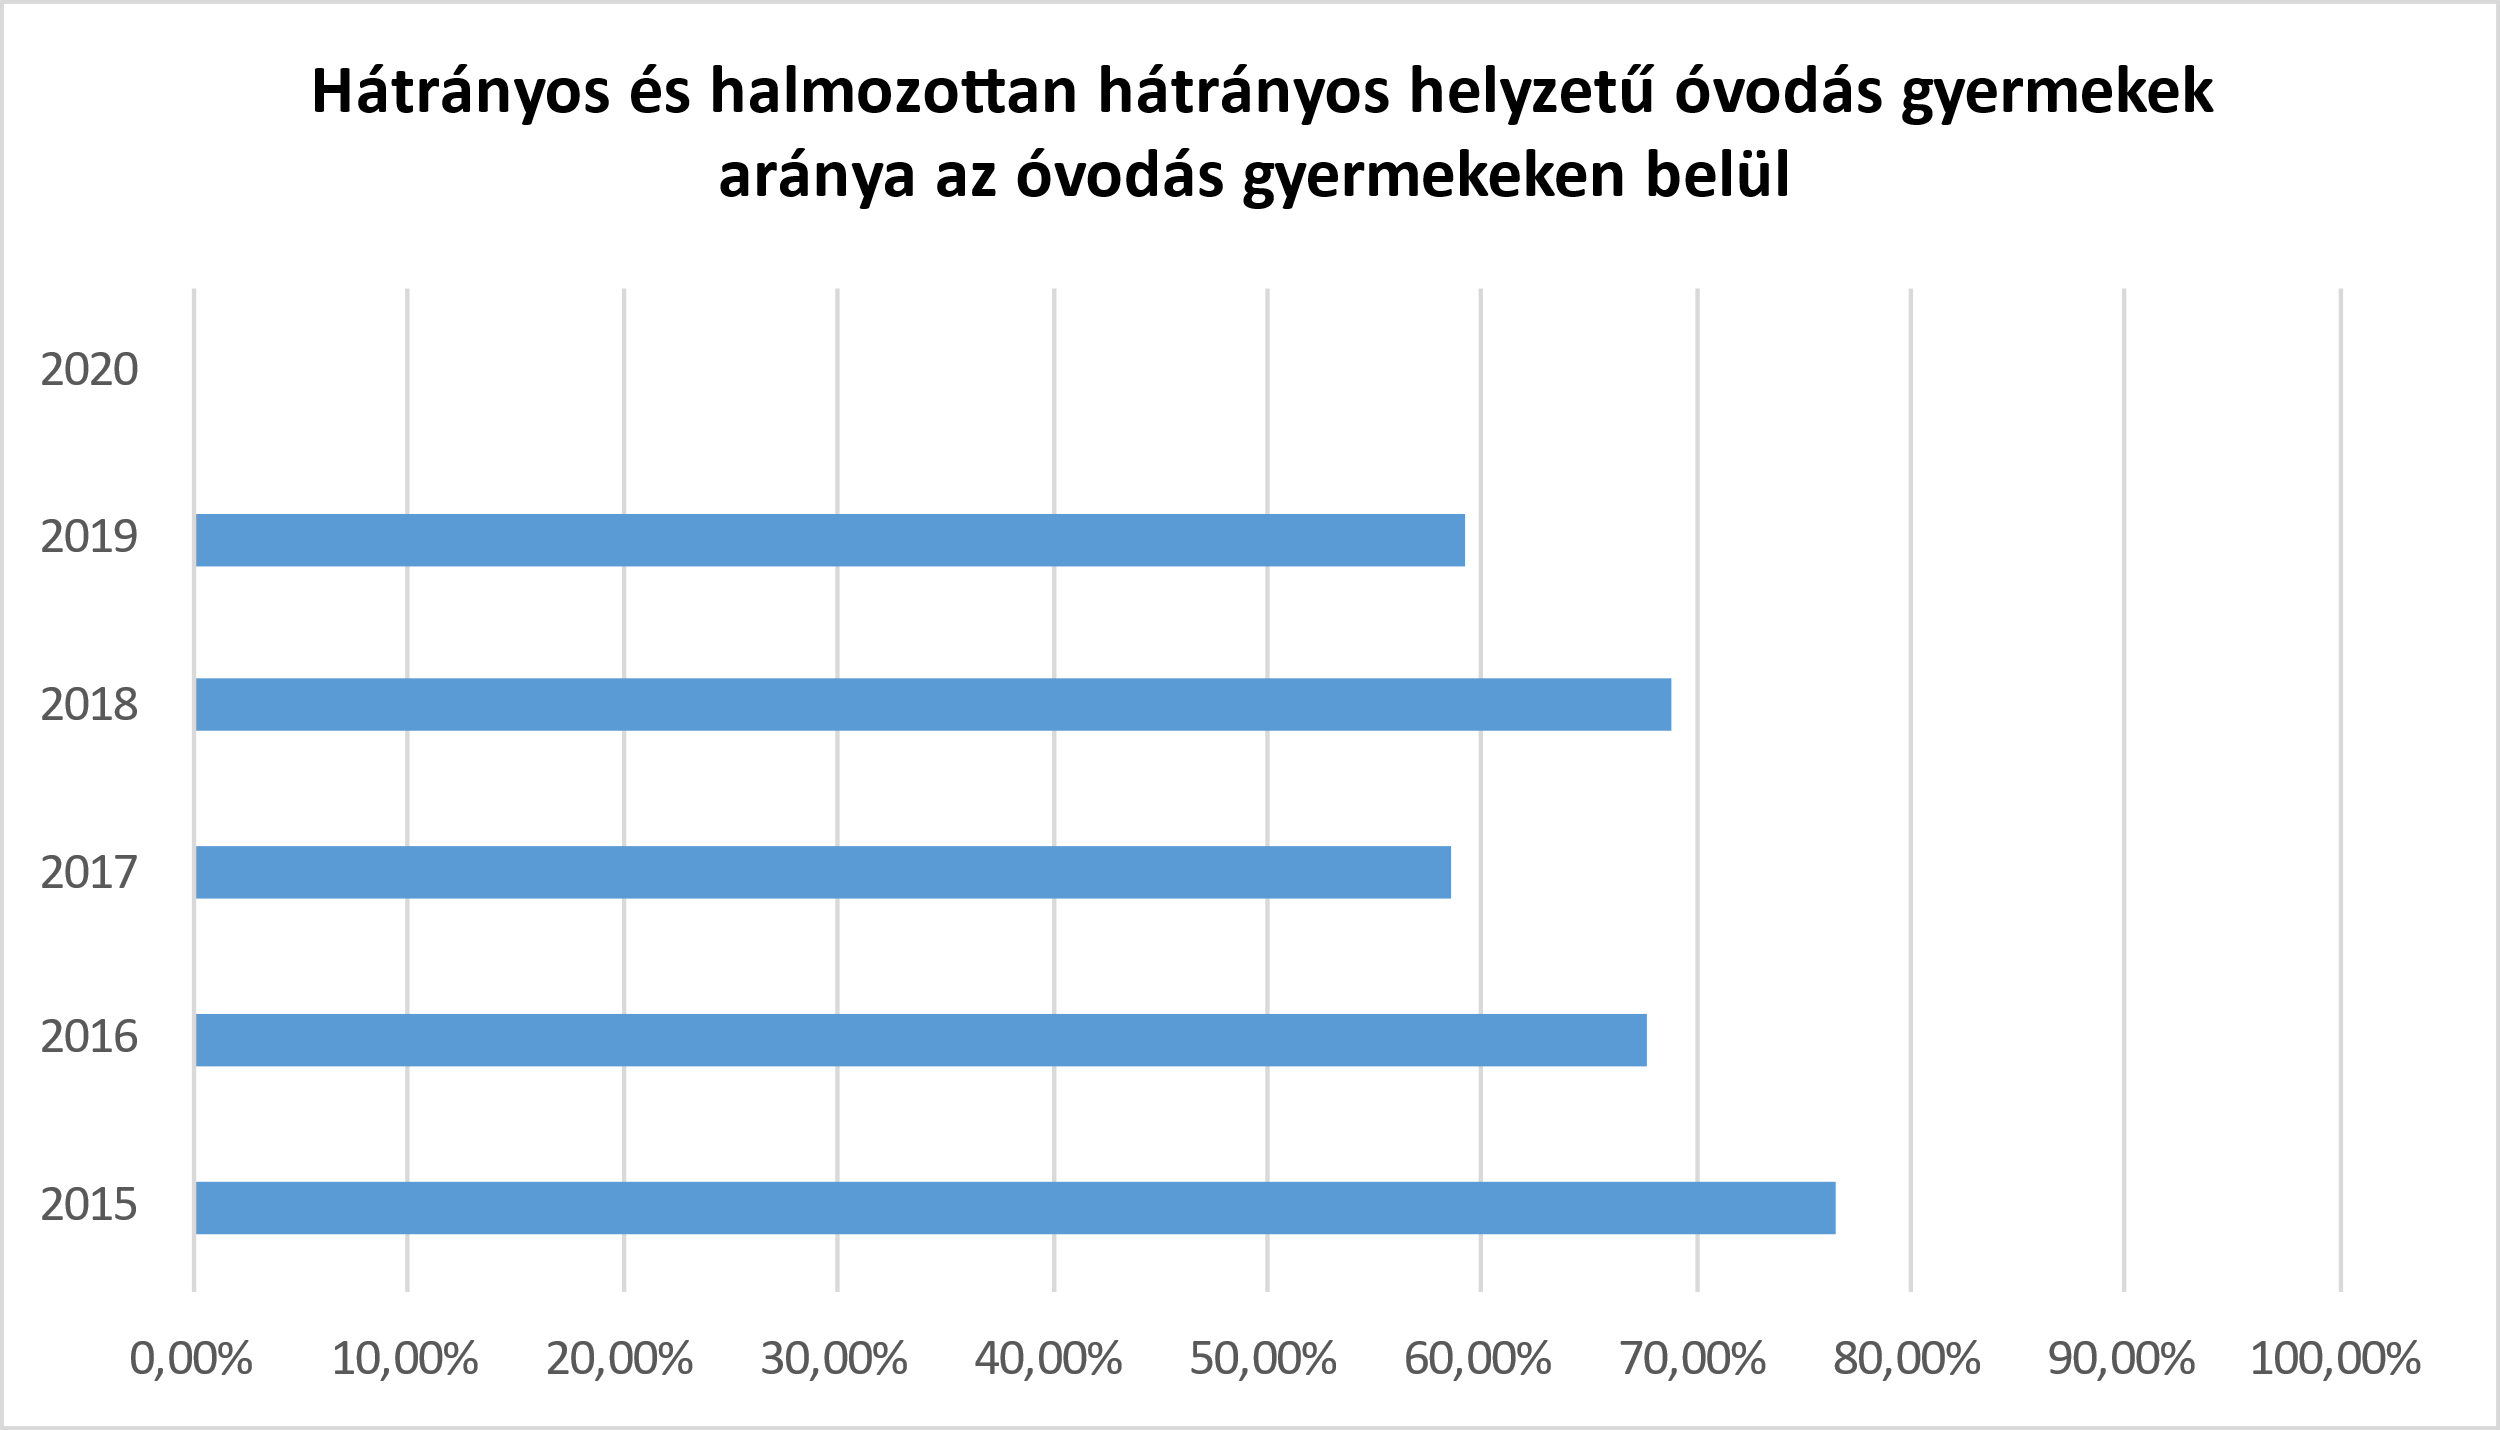 Hátrányos és halmozottan hátrányos helvzetű óvodás gyermekek
aránya az óvodás gyermekeken belül
2020
2019
2018
2017
2016
2015
0,00% 10,00% 20,00% 30,00% 40,00% 50,00% 60,00% 70,00% 80,00% 90,00% 100,00%